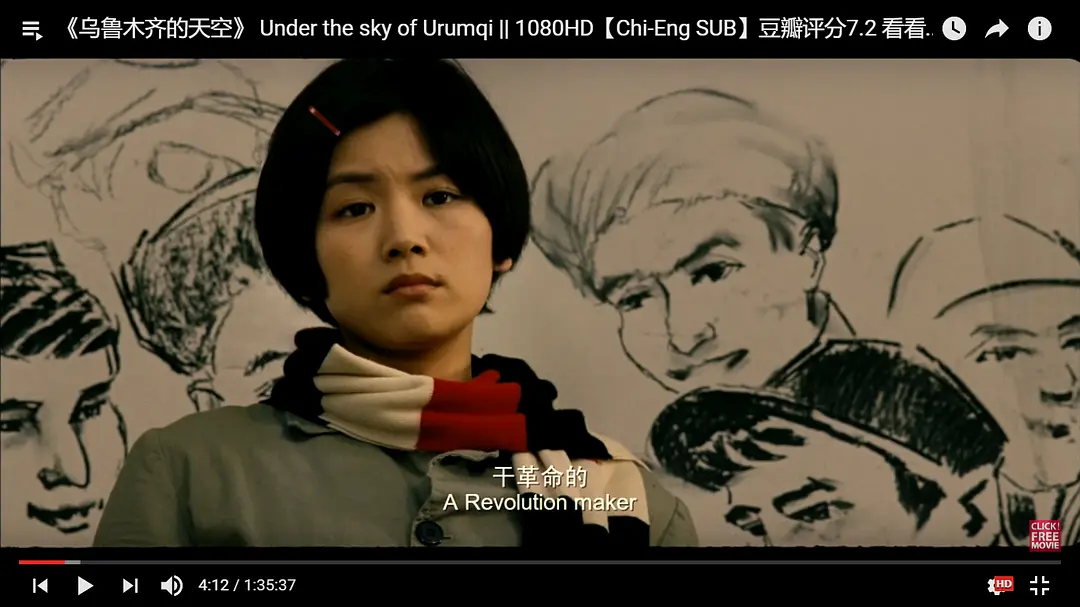 《乌鲁木齐的天空》 Under the sky of Urumqi || 1080HD【Chi-Eng SUB】豆瓣评分7.2 看看..
干革命的
A Revolution maker
CLICK!
FREE
MOVIE
4:12 / 1:35:37
HD